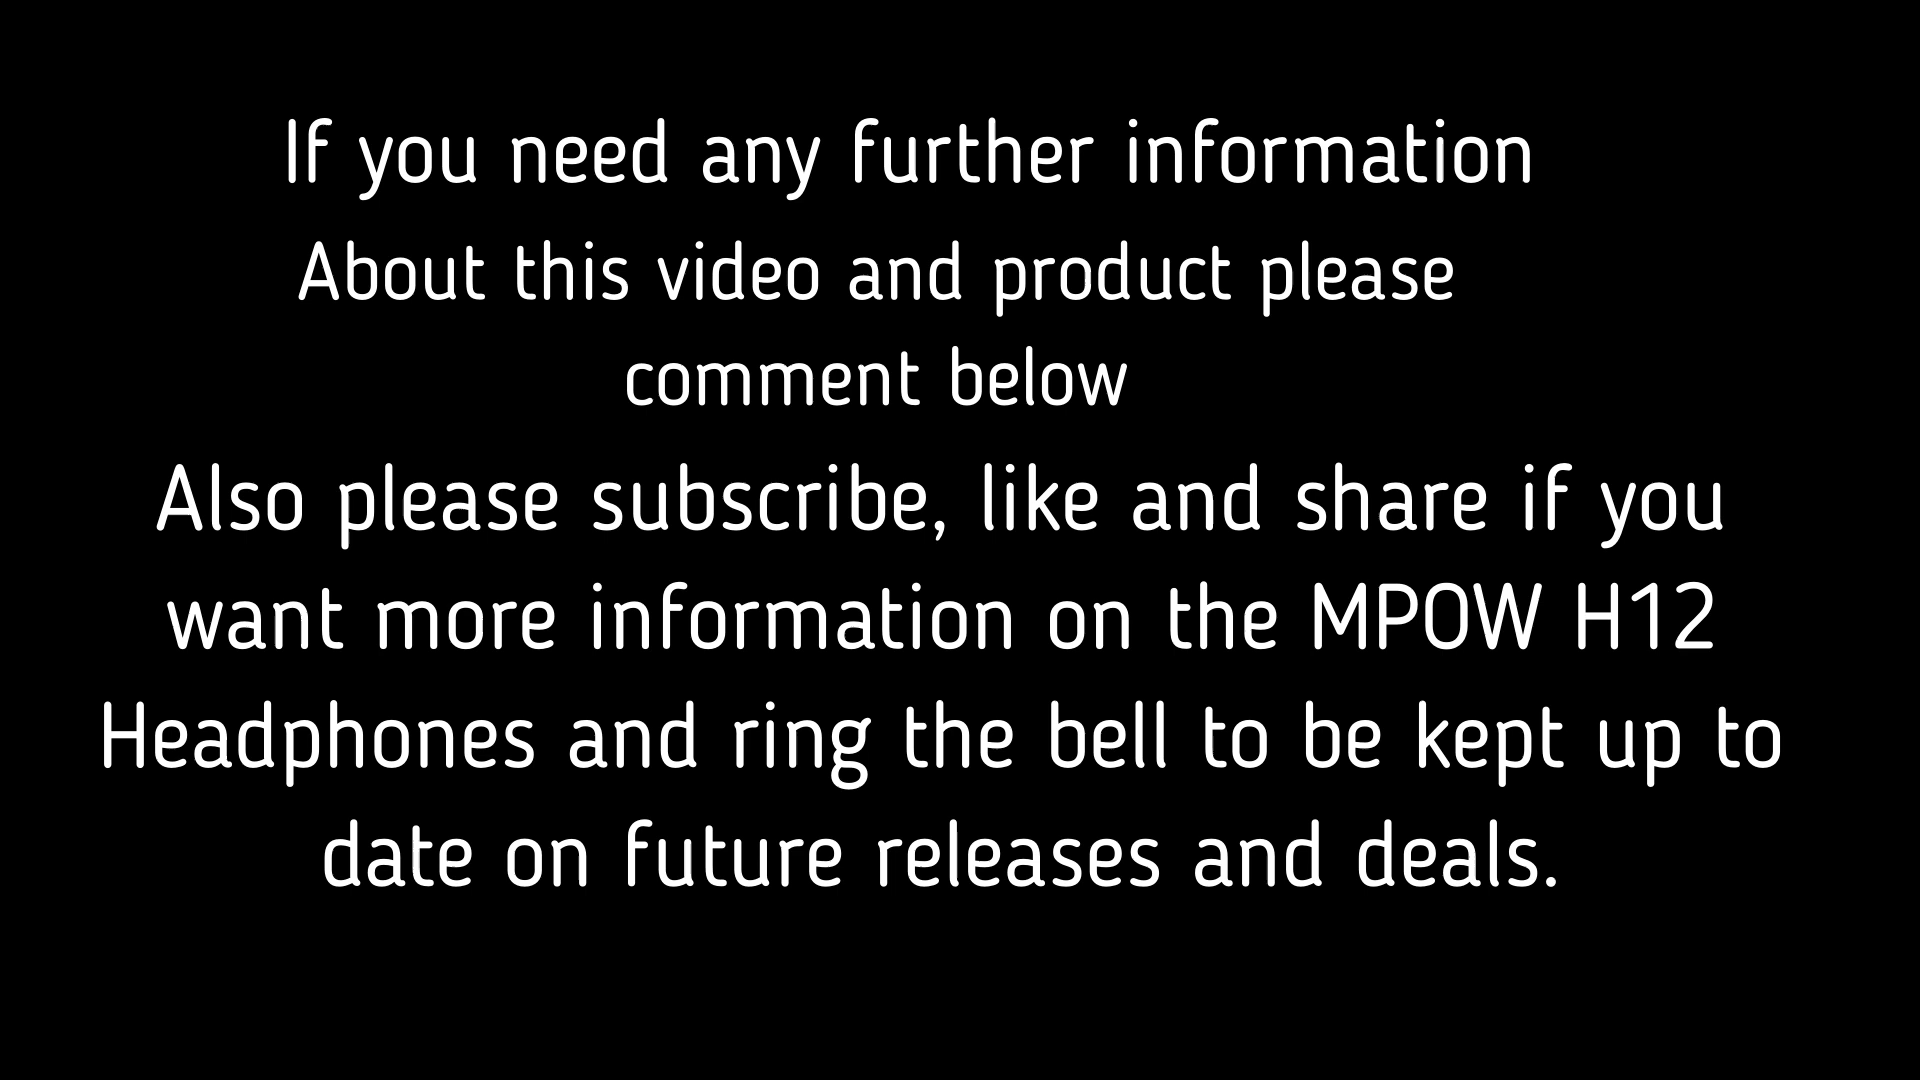 If you need any further information
About this video and product please
comment below
Also please subscribe, like and share if you
want more information on the MPOW H12
Headphones and ring the bell to be kept up to
date on future releases and deals.